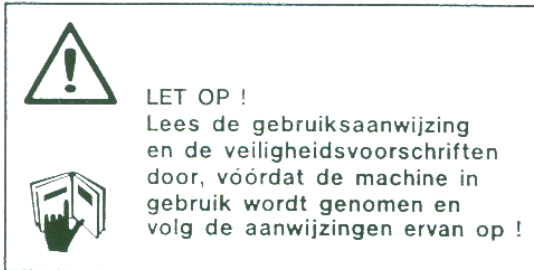 LET OP !
Lees de gebruiksaanwijzing
en de veiligheidsvoorschriften
door, vóórdat de machine in
gebruik wordt genomen en
volg de aanwijzingen ervan op !